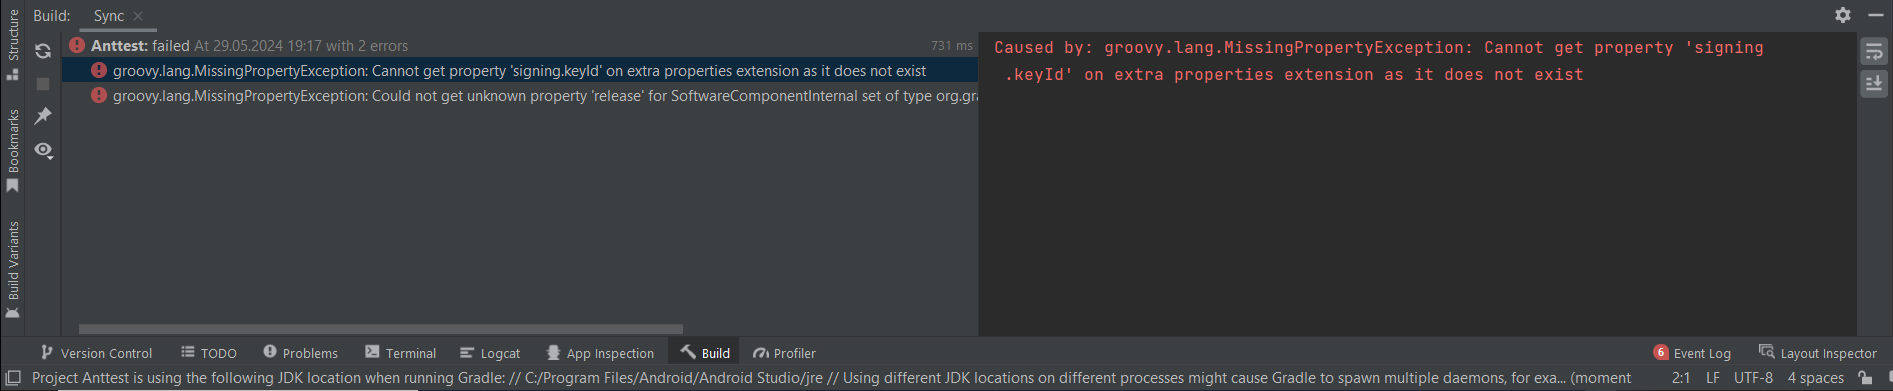 Build:
Sync
Structure
Bookmarks
Build Variants
Anttest: failed At 29.05.2024 19:17 with 2 errors
731 ms
groovy.lang.MissingPropertyException: Cannot get property 'signing.keyId' on extra properties extension as it does not exist
groovy.lang.MissingPropertyException: Could not get unknown property 'release' for SoftwareComponentInternal set of type org.gra
Caused by: groovy.lang.MissingPropertyException: Cannot get property 'signing
.keyId' on extra properties extension as it does not exist
Version Control
TODO
Problems
Terminal
Logcat
App Inspection
Build
Profiler
6 Event Log
Layout Inspector
Project Anttest is using the following JDK location when running Gradle: // C:/Program Files/Android/Android Studio/jre // Using different JDK locations on different processes might cause Gradle to spawn multiple daemons, for exa... (moment
2:1
LF
UTF-8
4 spaces